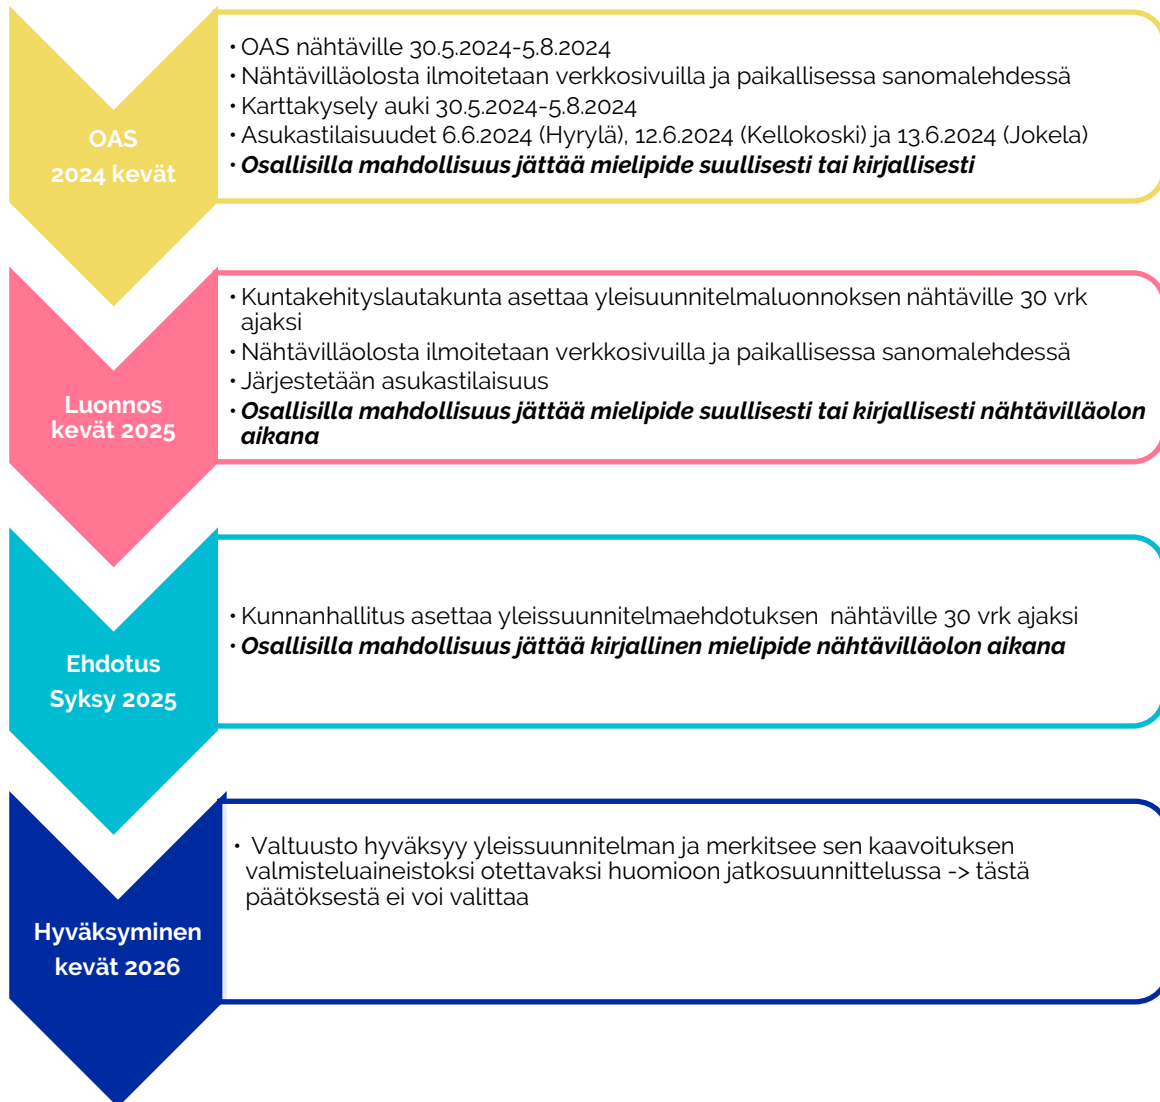 OAS
2024 kevät
• OAS nähtäville 30.5.2024-5.8.2024
• Nähtävilläolosta ilmoitetaan verkkosivuilla ja paikallisessa sanomalehdessä
• Karttakysely auki 30.5.2024-5.8.2024
• Asukastilaisuudet 6.6.2024 (Hyrylä), 12.6.2024 (Kellokoski) ja 13.6.2024 (Jokela)
• Osallisilla mahdollisuus jättää mielipide suullisesti tai kirjallisesti
Luonnos
kevät 2025
• Kuntakehityslautakunta asettaa yleisuunnitelmaluonnoksen nähtäville 30 vrk
ajaksi
• Nähtävilläolosta ilmoitetaan verkkosivuilla ja paikallisessa sanomalehdessä
• Järjestetään asukastilaisuus
• Osallisilla mahdollisuus jättää mielipide suullisesti tai kirjallisesti nähtävilläolon
aikana
Ehdotus
Syksy 2025
• Kunnanhallitus asettaa yleissuunnitelmaehdotuksen nähtäville 30 vrk ajaksi
• Osallisilla mahdollisuus jättää kirjallinen mielipide nähtävilläolon aikana
Hyväksyminen
kevät 2026
• Valtuusto hyväksyy yleissuunnitelman ja merkitsee sen kaavoituksen
valmisteluaineistoksi otettavaksi huomioon jatkosuunnittelussa -> tästä
päätöksestä ei voi valittaa